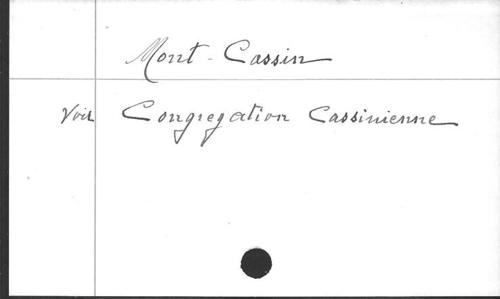 Mont-Cassin
Voir Congregation Cassinienne